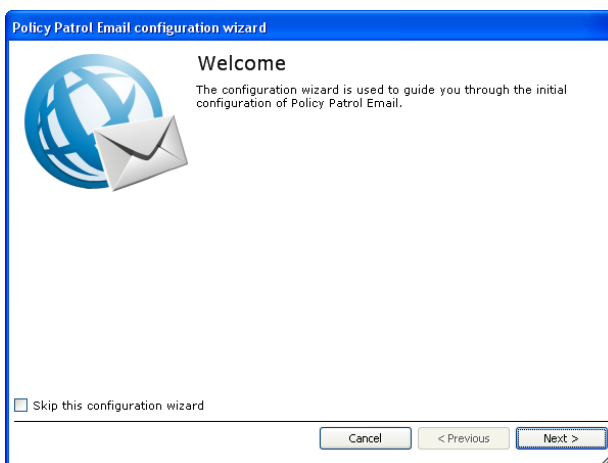 Policy Patrol Email configuration wizard
Welcome
The configuration wizard is used to guide you through the initial
configuration of Policy Patrol Email.
Skip this configuration wizard
Cancel
< Previous
Next >